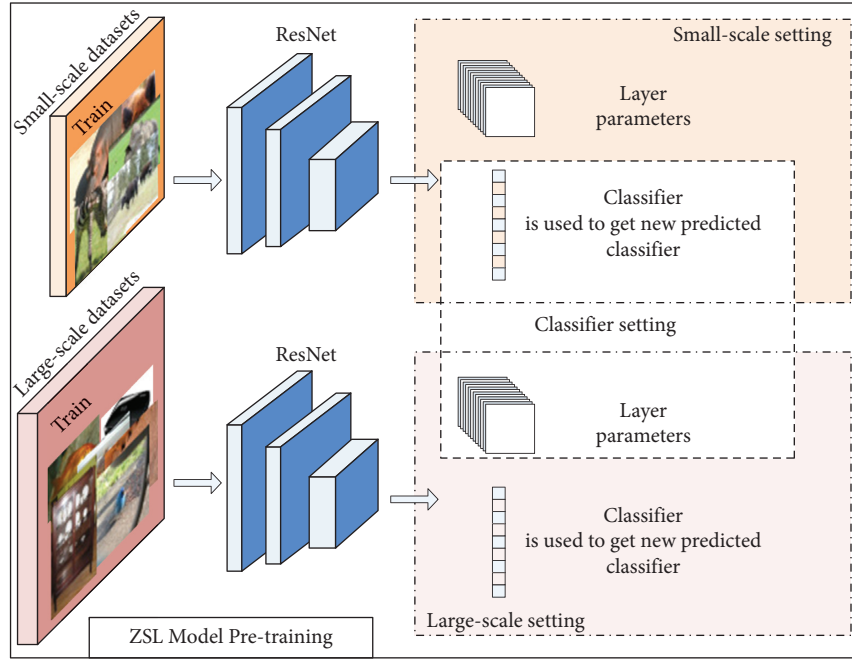 Small-scale datasets
Train
ResNet
Small-scale setting
Layer
parameters
Classifier
is used to get new predicted
classifier
Classifier setting
Large-scale datasets
Train
ResNet
Layer
parameters
Classifier
is used to get new predicted
classifier
Large-scale setting
ZSL Model Pre-training